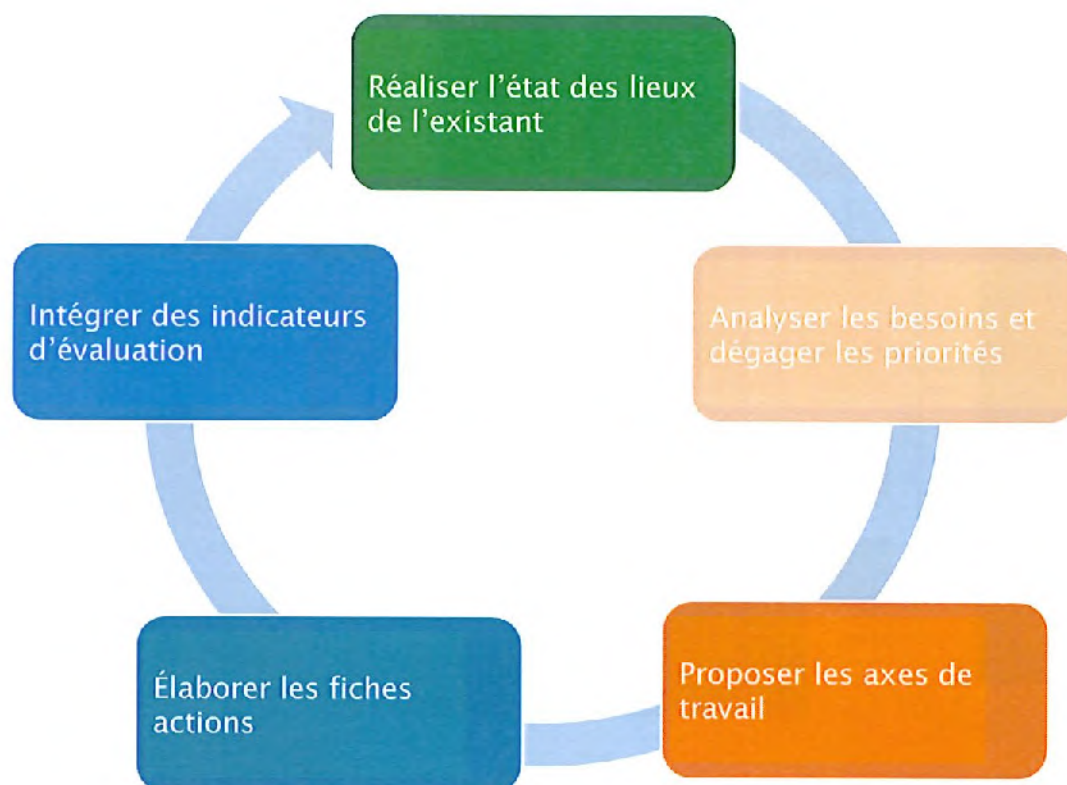 Réaliser l'état des lieux
de l'existant
Analyser les besoins et
dégager les priorités
Proposer les axes de
travail
Élaborer les fiches
actions
Intégrer des indicateurs
d'évaluation